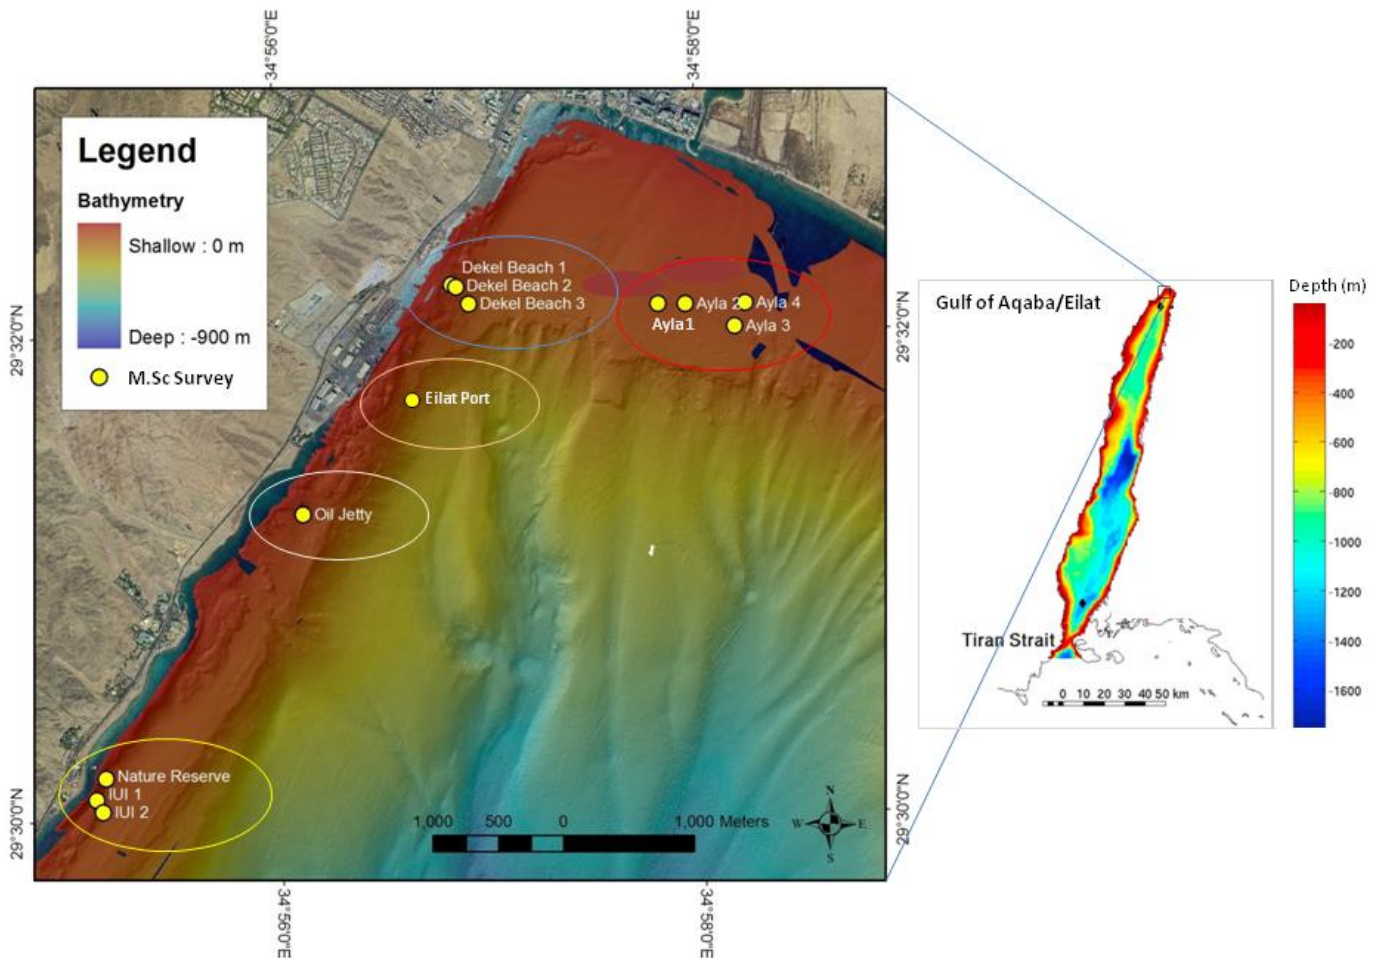 34°56'0"E
34°58'0"E
Legend
Bathymetry
Shallow : 0 m
Deep : -900 m
M.Sc Survey
Dekel Beach 1
Dekel Beach 2
Dekel Beach 3
Ayla 2
Ayla 4
Ayla1
Ayla 3
29°32'0"N
29°32'0"N
Eilat Port
Oil Jetty
Nature Reserve
IUI 1
IUI 2
29°30'0"N
29°30'0"N
1,000 500 0 1,000 Meters
N
W E
S
34°56'0"E
34°58'0"E
Gulf of Aqaba/Eilat
Tiran Strait
0 10 20 30 40 50 km
Depth (m)
-200
-400
-600
-800
-1000
-1200
-1400
-1600